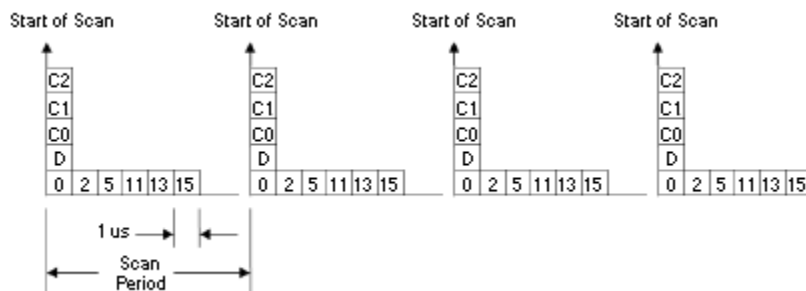 Start of Scan Start of Scan Start of Scan Start of Scan
C2 C2 C2 C2
C1 C1 C1 C1
C0 C0 C0 C0
D D D D
0 2 5 11 13 15 0 2 5 11 13 15 0 2 5 11 13 15 0 2 5 11 13 15
1 us
Scan
Period